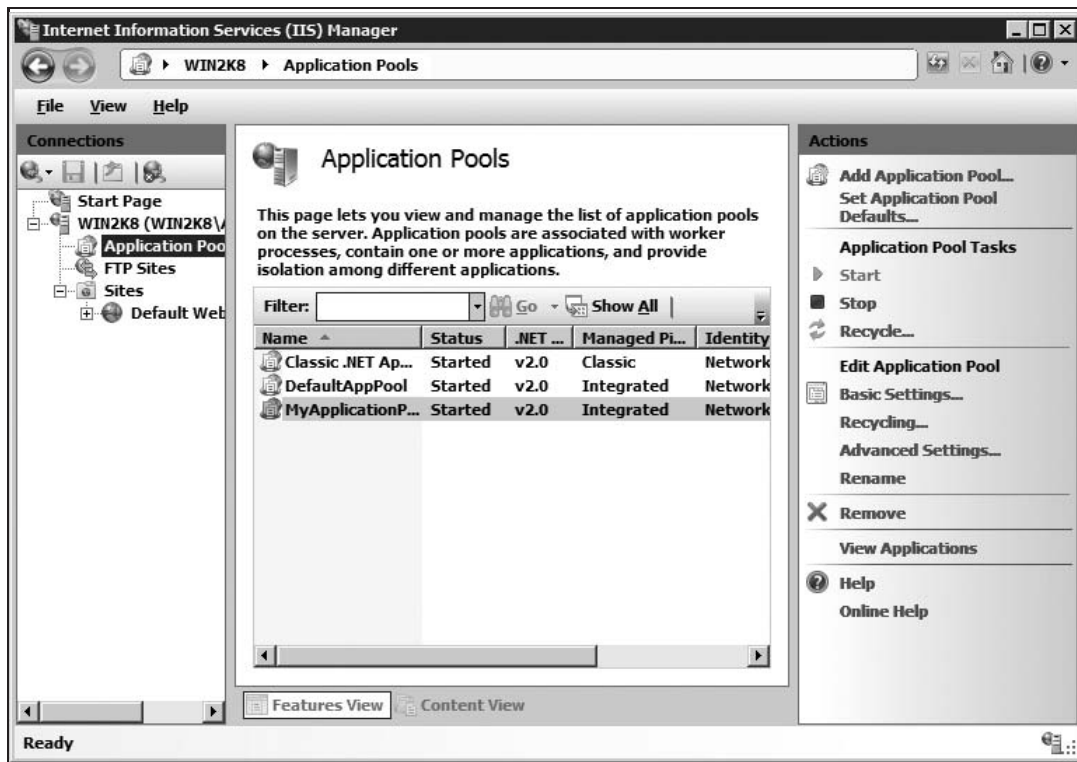 Internet Information Services (IIS) Manager
WIN2K8 Application Pools
File View Help
Connections
Start Page
WIN2K8 (WIN2K8\
Application Poo
FTP Sites
Sites
Default Web
Application Pools
This page lets you view and manage the list of application pools
on the server. Application pools are associated with worker
processes, contain one or more applications, and provide
isolation among different applications.
Filter: Go Show All
Name Status .NET ... Managed Pi... Identity
Classic .NET Ap... Started v2.0 Classic Network
DefaultAppPool Started v2.0 Integrated Network
MyApplicationP... Started v2.0 Integrated Network
Features View Content View
Actions
Add Application Pool...
Set Application Pool
Defaults...
Application Pool Tasks
Start
Stop
Recycle...
Edit Application Pool
Basic Settings...
Recycling...
Advanced Settings...
Rename
Remove
View Applications
Help
Online Help
Ready